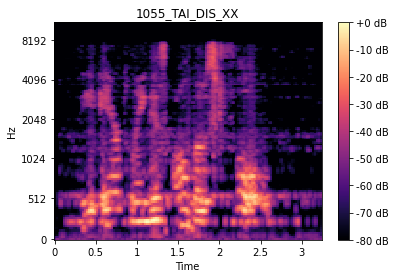 1055_TAI_DIS_XX
+0 dB
8192
-10 dB
4096
-20 dB
-30 dB
2048
Hz
-40 dB
1024
-50 dB
512
-60 dB
-70 dB
0
-80 dB
0
0.5
1
1.5
2
2.5
3
Time